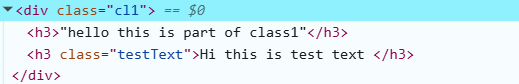 <div class="cl1"> == $0
<h3>"hello this is part of class1"</h3>
<h3 class="testText">Hi this is test text </h3>
</div>